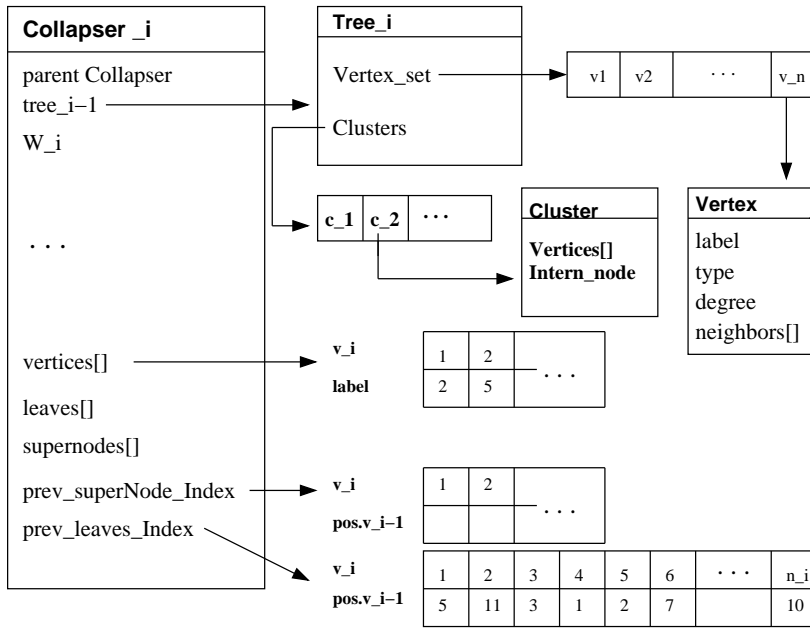 Collapser _i
parent Collapser
tree_i−1
W_i
. . .
vertices[]
leaves[]
supernodes[]
prev_superNode_Index
prev_leaves_Index
Tree_i
Vertex_set
Clusters
v1 v2 . . . v_n
c_1 c_2 . . .
Cluster
Vertices[]
Intern_node
Vertex
label
type
degree
neighbors[]
v_i 1 2
. . .
label 2 5
v_i 1 2
. . .
pos.v_i−1
v_i 1 2 3 4 5 6 . . . n_i
pos.v_i−1 5 11 3 1 2 7 10